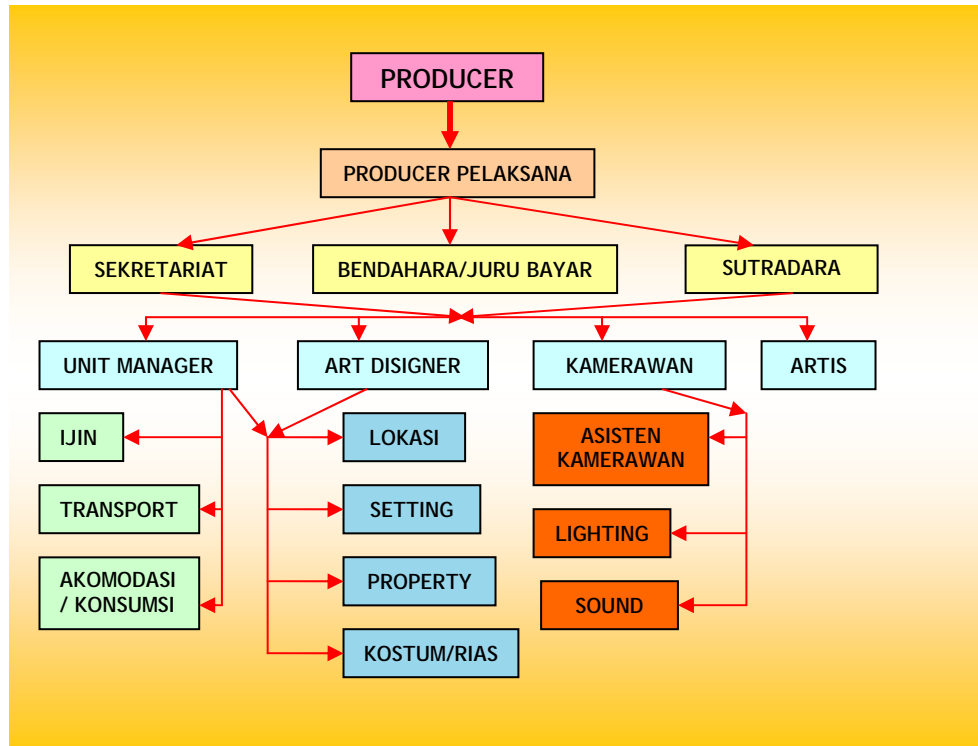 PRODUCER
PRODUCER PELAKSANA
SEKRETARIAT
BENDAHARA/JURU BAYAR
SUTRADARA
UNIT MANAGER
ART DISIGNER
KAMERAWAN
ARTIS
IJIN
TRANSPORT
AKOMODASI
/ KONSUMSI
LOKASI
SETTING
PROPERTY
KOSTUM/RIAS
ASISTEN
KAMERAWAN
LIGHTING
SOUND